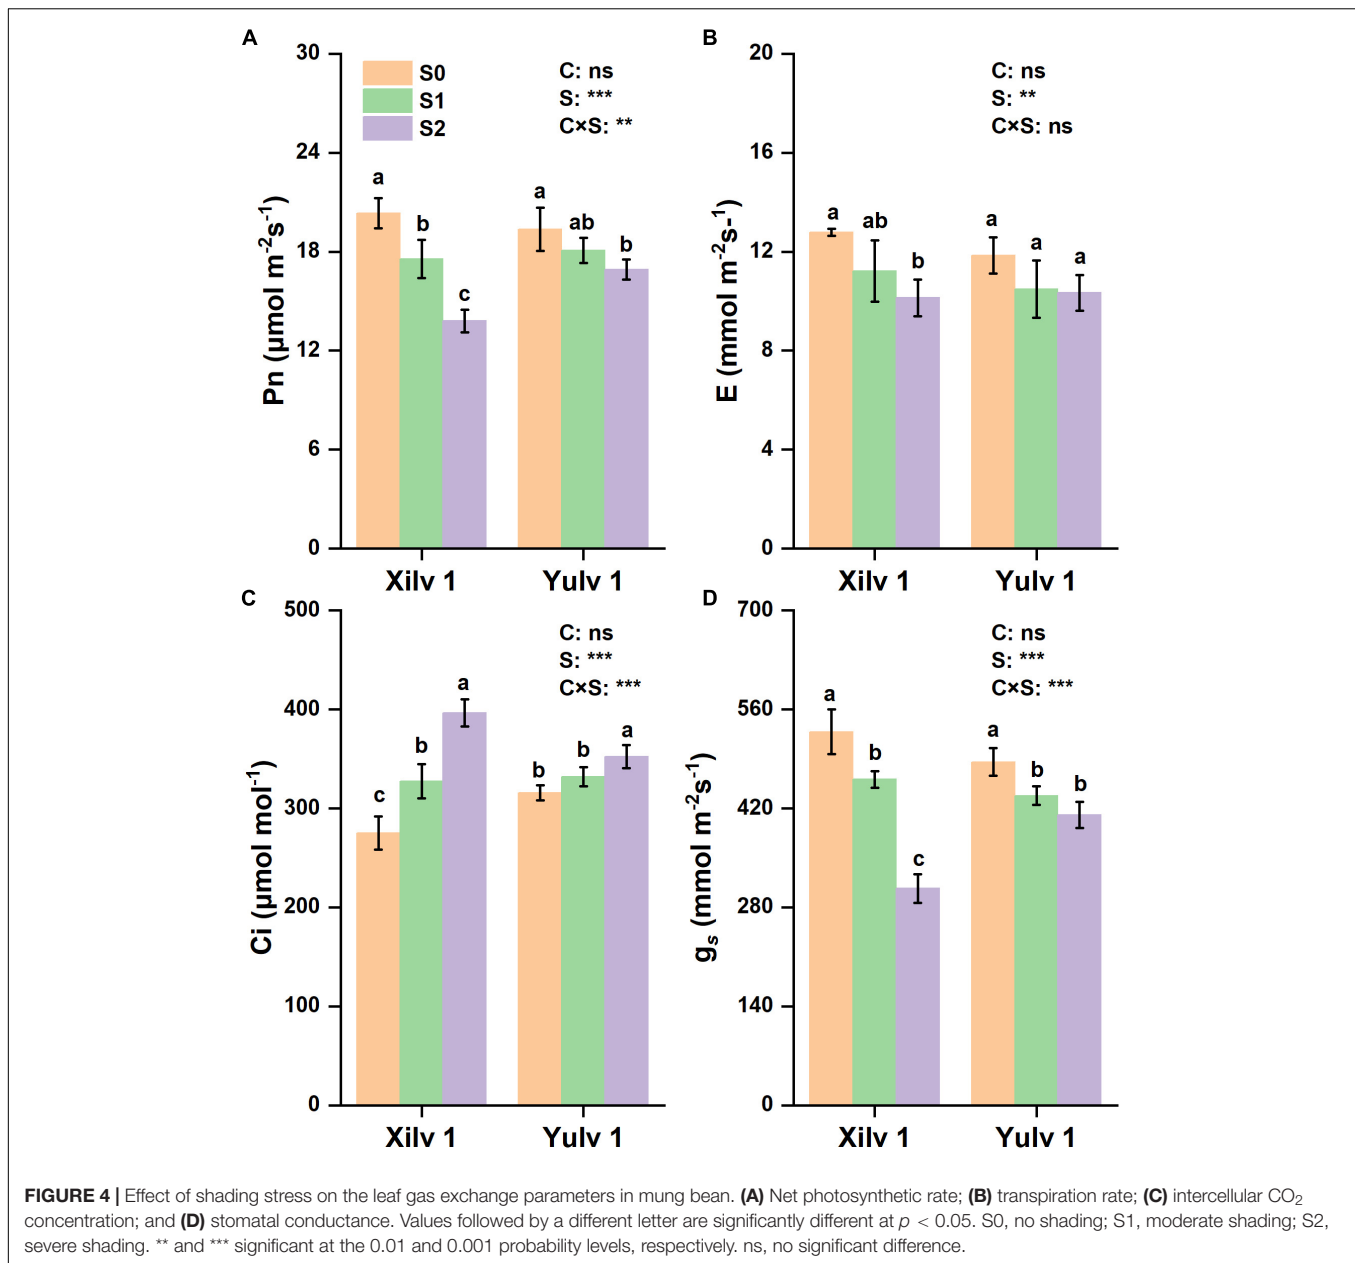 A
B
30
24
18
12
6
0
Pn (µmol m-2s-1)
S0
S1
S2
C: ns
S: ***
C×S: **
a
b
c
a
ab
b
Xilv 1
Yulv 1
20
16
12
8
4
0
E (mmol m-2s-1)
C: ns
S: **
C×S: ns
a
ab
b
a
a
a
Xilv 1
Yulv 1
C
D
500
400
300
200
100
0
Ci (µmol mol-1)
C: ns
S: ***
C×S: ***
c
b
a
b
b
a
Xilv 1
Yulv 1
700
560
420
280
140
0
gs (mmol m-2s-1)
C: ns
S: ***
C×S: ***
a
b
c
a
b
b
Xilv 1
Yulv 1
FIGURE 4 | Effect of shading stress on the leaf gas exchange parameters in mung bean. (A) Net photosynthetic rate; (B) transpiration rate; (C) intercellular CO2
concentration; and (D) stomatal conductance. Values followed by a different letter are significantly different at p < 0.05. S0, no shading; S1, moderate shading; S2,
severe shading. ** and *** significant at the 0.01 and 0.001 probability levels, respectively. ns, no significant difference.